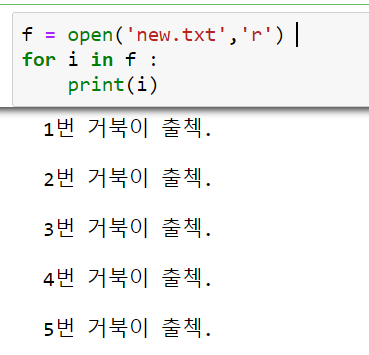 f = open('new.txt','r')
for i in f :
    print(i)
1번 거북이 출첵.
2번 거북이 출첵.
3번 거북이 출첵.
4번 거북이 출첵.
5번 거북이 출첵.